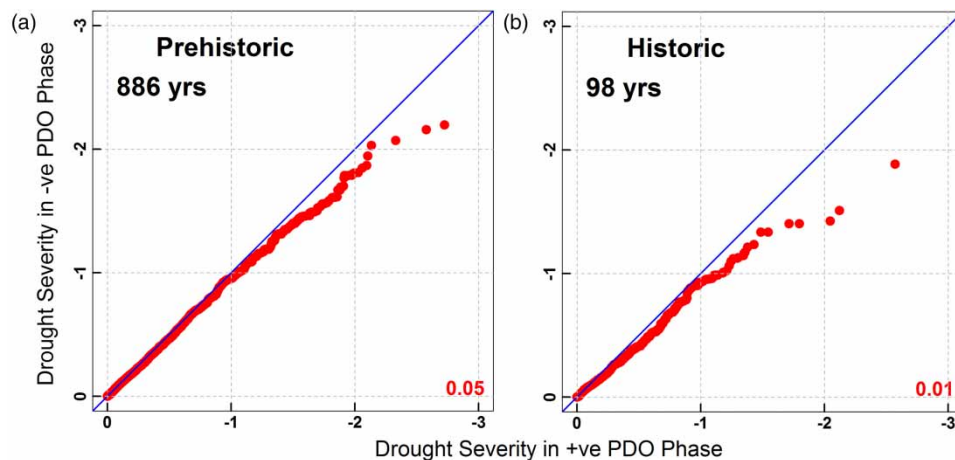 (a)
Prehistoric
886 yrs
-3
-2
-1
0
0.05
0
-1
-2
-3
Drought Severity in -ve PDO Phase
(b)
Historic
98 yrs
-3
-2
-1
0
0.01
0
-1
-2
-3
Drought Severity in +ve PDO Phase